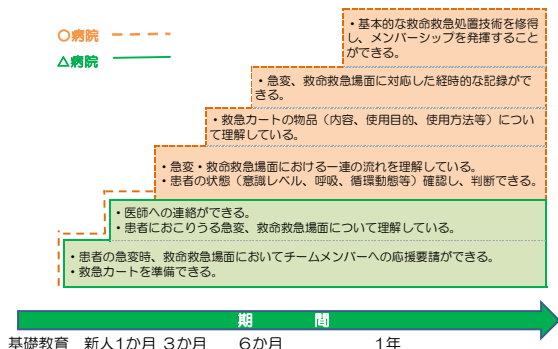 ○病院
△病院
・基本的な救命救急処置技術を修得
し、メンバーシップを発揮すること
ができる。
・急変、救命救急場面に対応した経時的な記録がで
きる。
・救急カートの物品（内容、使用目的、使用方法等）につい
て理解している。
・急変・救命救急場面における一連の流れを理解している。
・患者の状態（意識レベル、呼吸、循環動態等）確認し、判断できる。
・医師への連絡ができる。
・患者におこりうる急変、救命救急場面について理解している。
・患者の急変時、救命救急場面においてチームメンバーへの応援要請ができる。
・救急カートを準備できる。
期　間
基礎教育 新人1か月 3か月 6か月 1年